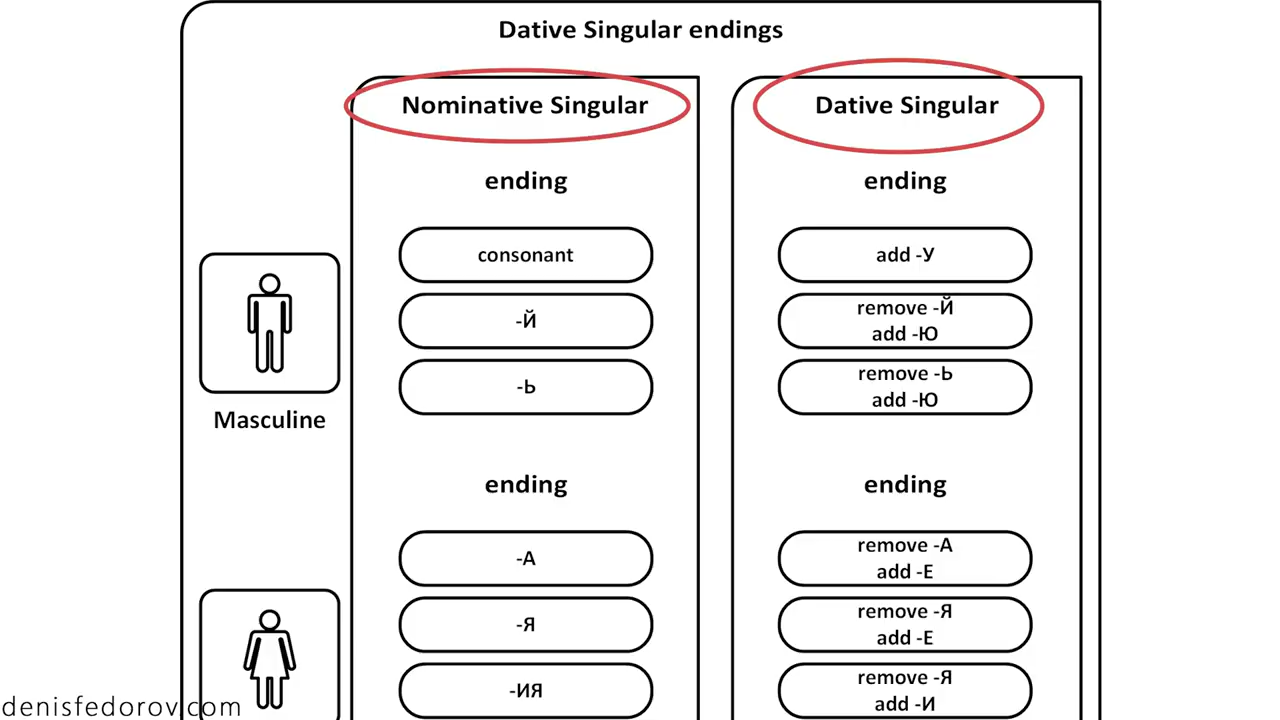 Dative Singular endings
Nominative Singular
Dative Singular
ending
ending
consonant
add -У
-Й
remove -Й
add -Ю
-Ь
remove -Ь
add -Ю
Masculine
ending
ending
-А
remove -А
add -Е
-Я
remove -Я
add -Е
-ИЯ
remove -Я
add -И
denisfedorov.com